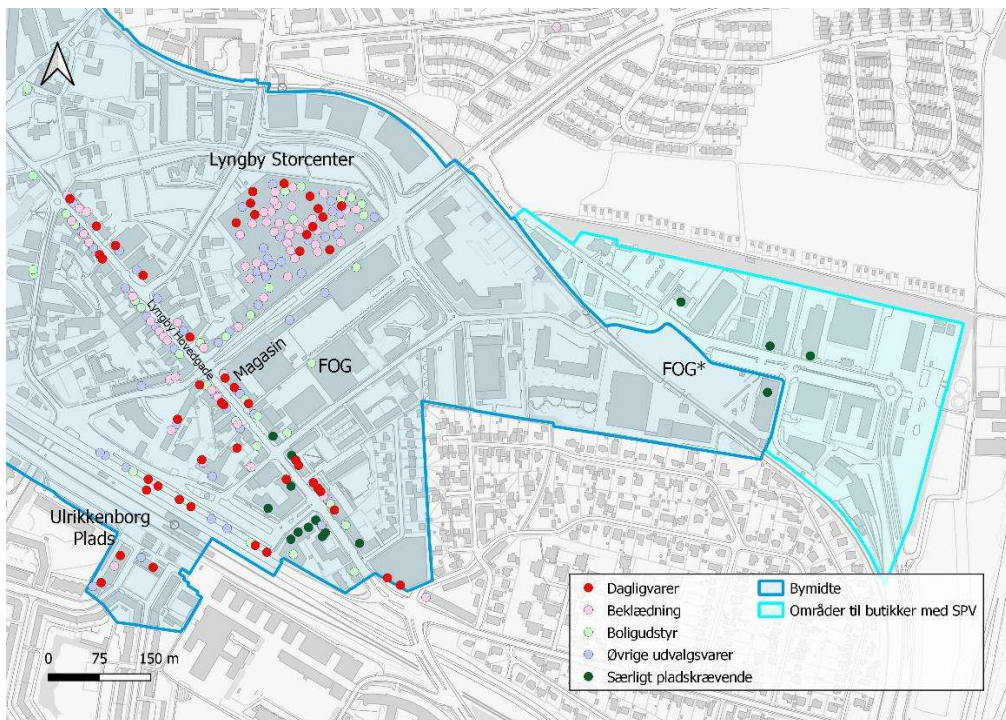 Lyngby Storcenter
Lyngby Hovedgade
Magasin
FOG
FOG*
Ulrikkenborg
Plads
0 75 150 m
Dagligvarer
Beklædning
Boligudstyr
Øvrige udvalgsvarer
Særligt pladskrævende
Bymidte
Områder til butikker med SPV